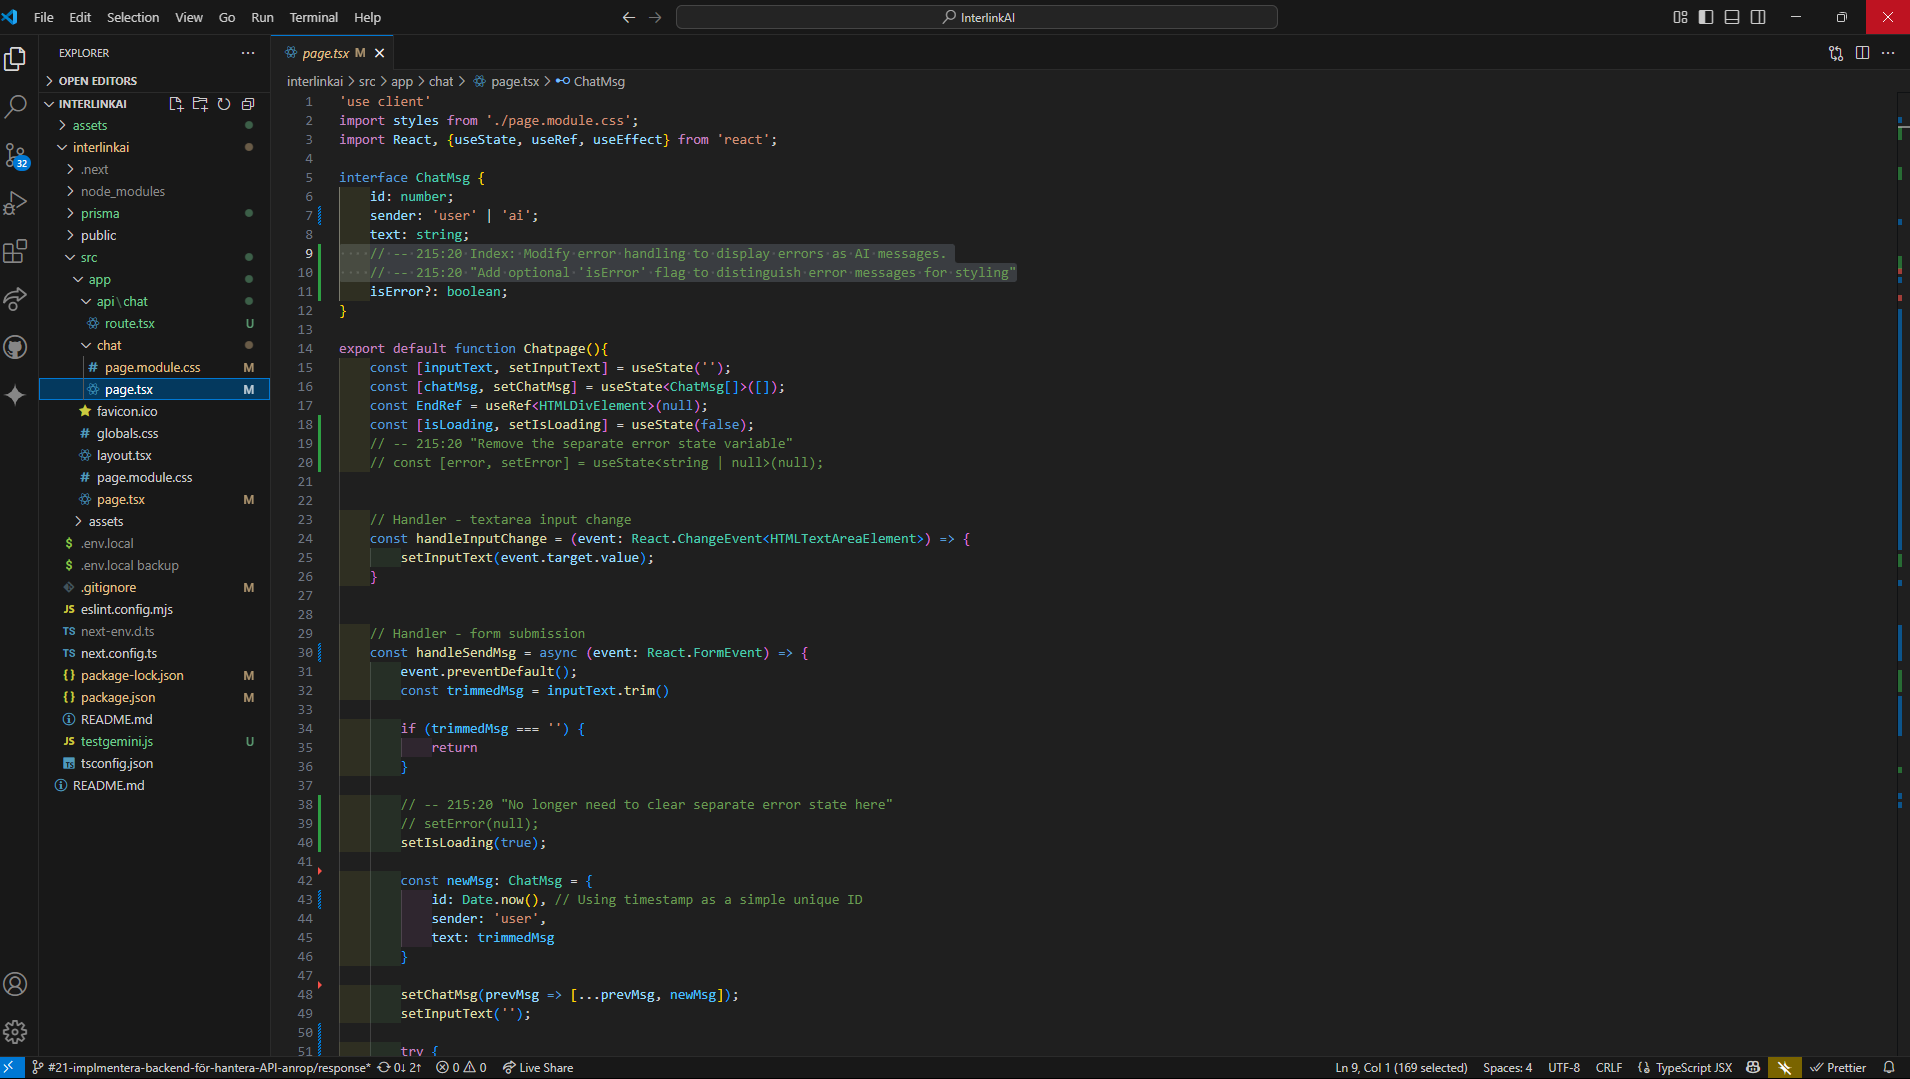 File Edit Selection View Go Run Terminal Help
InterlinkAI
EXPLORER
OPEN EDITORS
INTERLINKAI
assets
interlinkai
.next
node_modules
prisma
public
src
app
api\chat
route.tsx U
chat
page.module.css M
page.tsx M
favicon.ico
globals.css
layout.tsx
page.module.css
page.tsx M
assets
.env.local
.env.local backup
.gitignore M
eslint.config.mjs
next-env.d.ts
next.config.ts
package-lock.json M
package.json M
README.md
testgemini.js U
tsconfig.json
README.md
32
page.tsx M
interlinkai > src > app > chat > page.tsx > ChatMsg
1 'use client'
2 import styles from './page.module.css';
3 import React, {useState, useRef, useEffect} from 'react';
4
5 interface ChatMsg {
6 id: number;
7 sender: 'user' | 'ai';
8 text: string;
9 // -- 215:20 Index: Modify error handling to display errors as AI messages.
10 // -- 215:20 "Add optional 'isError' flag to distinguish error messages for styling"
11 isError?: boolean;
12 }
13
14 export default function Chatpage(){
15 const [inputText, setInputText] = useState('');
16 const [chatMsg, setChatMsg] = useState<ChatMsg[]>([]);
17 const EndRef = useRef<HTMLDivElement>(null);
18 const [isLoading, setIsLoading] = useState(false);
19 // -- 215:20 "Remove the separate error state variable"
20 // const [error, setError] = useState<string | null>(null);
21
22
23 // Handler - textarea input change
24 const handleInputChange = (event: React.ChangeEvent<HTMLTextAreaElement>) => {
25 setInputText(event.target.value);
26 }
27
28
29 // Handler - form submission
30 const handleSendMsg = async (event: React.FormEvent) => {
31 event.preventDefault();
32 const trimmedMsg = inputText.trim()
33
34 if (trimmedMsg === '') {
35 return
36 }
37
38 // -- 215:20 "No longer need to clear separate error state here"
39 // setError(null);
40 setIsLoading(true);
41
42 const newMsg: ChatMsg = {
43 id: Date.now(), // Using timestamp as a simple unique ID
44 sender: 'user',
45 text: trimmedMsg
46 }
47
48 setChatMsg(prevMsg => [...prevMsg, newMsg]);
49 setInputText('');
50
51 try {
#21-implmentera-backend-för-hantera-API-anrop/response* 0↓ 2↑ 0 0 Live Share
Ln 9, Col 1 (169 selected) Spaces: 4 UTF-8 CRLF TypeScript JSX Prettier